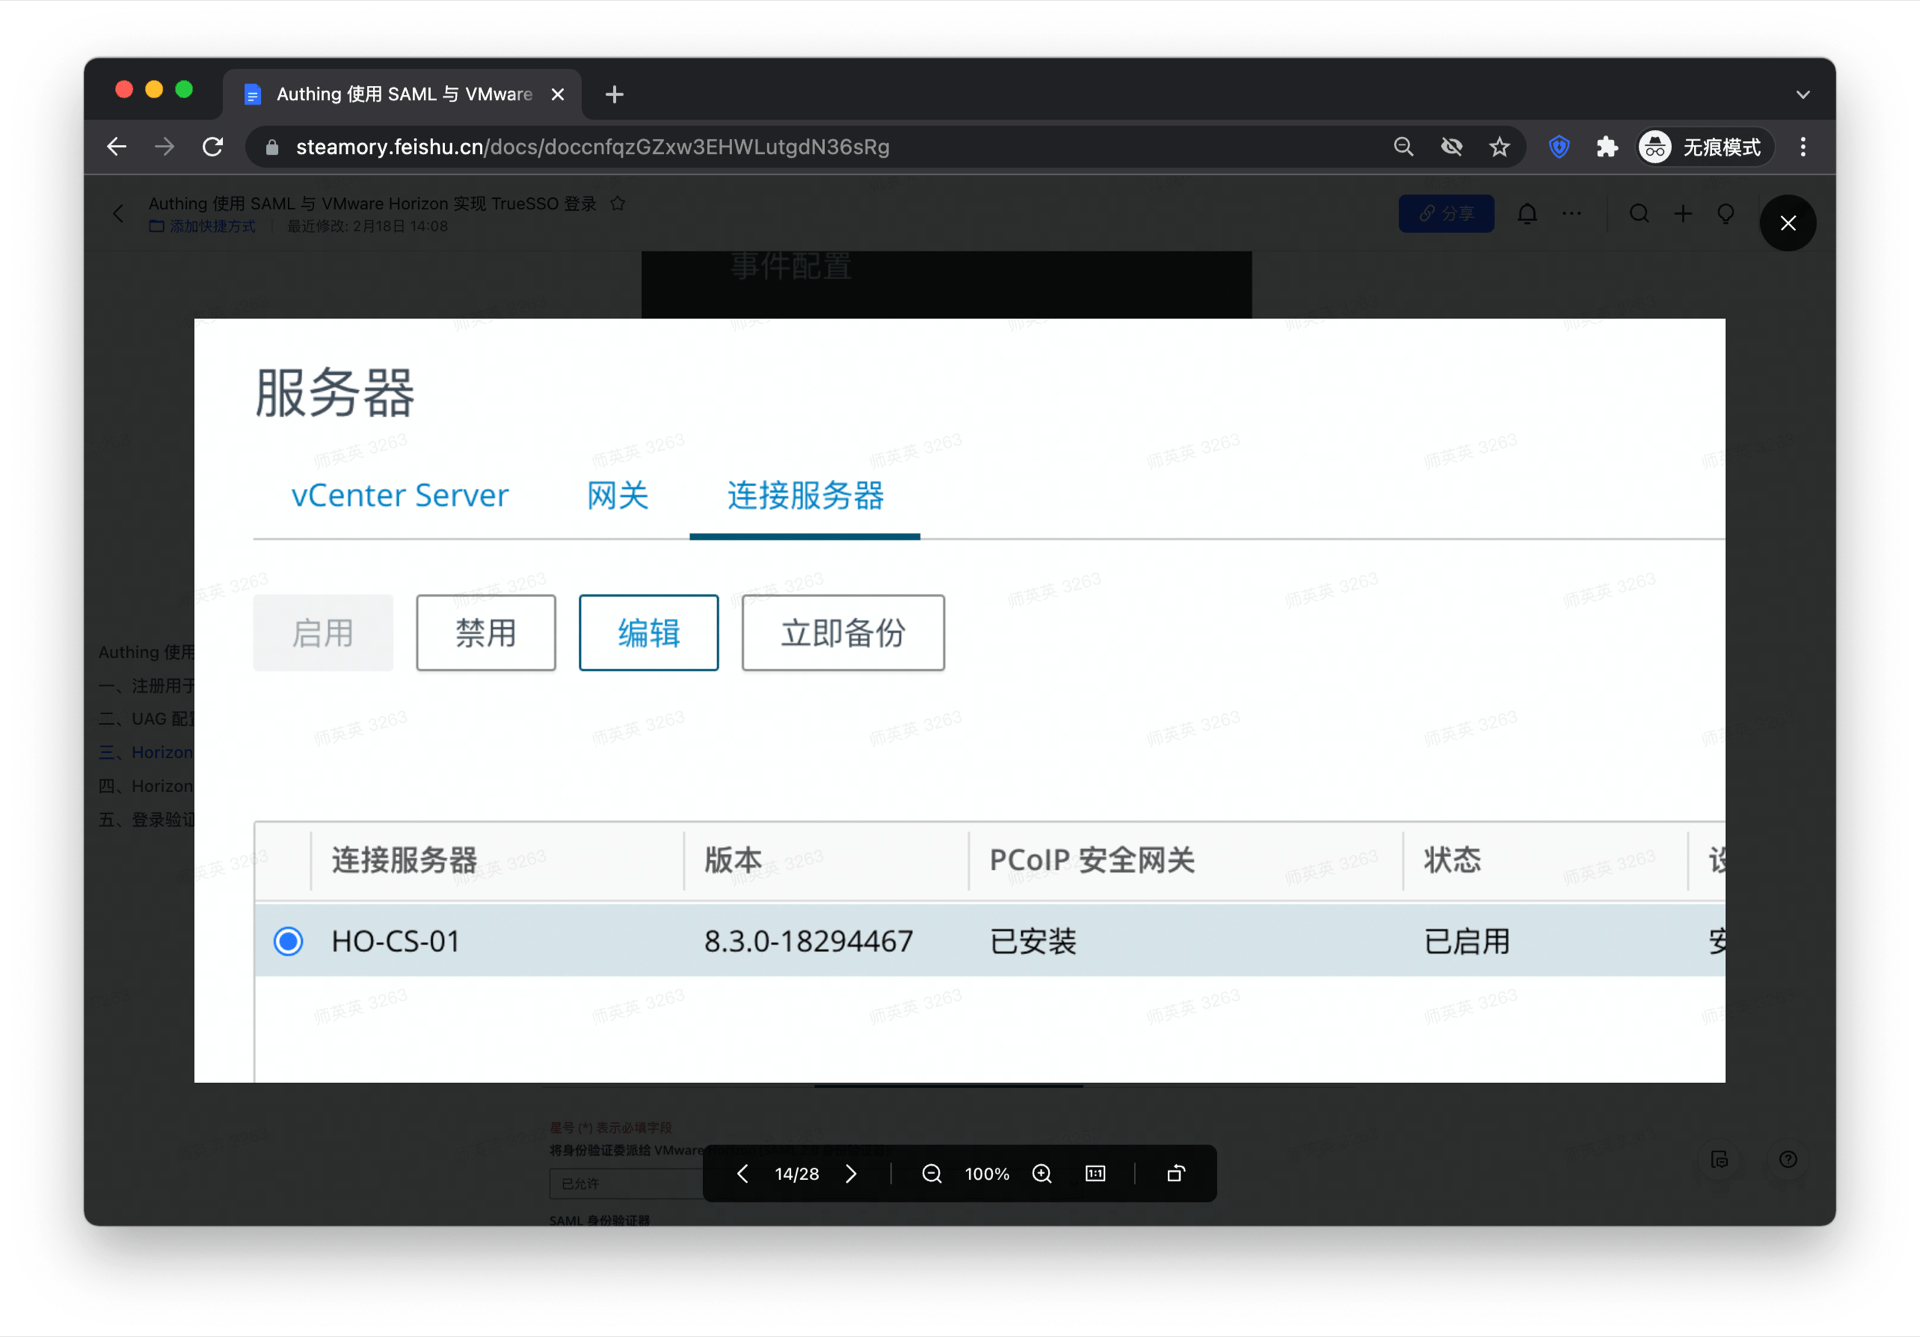 Authing 使用 SAML 与 VMware
steamory.feishu.cn/docs/doccnfqzGZxw3EHWLutgdN36sRg
无痕模式
Authing 使用 SAML 与 VMware Horizon 实现 TrueSSO 登录
添加快捷方式
最近修改: 2月18日 14:08
分享
事件配置
服务器
vCenter Server 网关 连接服务器
启用 禁用 编辑 立即备份
Authing 使用
一、注册用于
二、UAG 配
三、Horizon
四、Horizon
五、登录验证
连接服务器 版本 PCoIP 安全网关 状态
HO-CS-01 8.3.0-18294467 已安装 已启用 安
师英英 3263
星号 (*) 表示必填字段
将身份验证委派给 VMware
已允许
SAML 身份验证器
14/28
100%
1:1